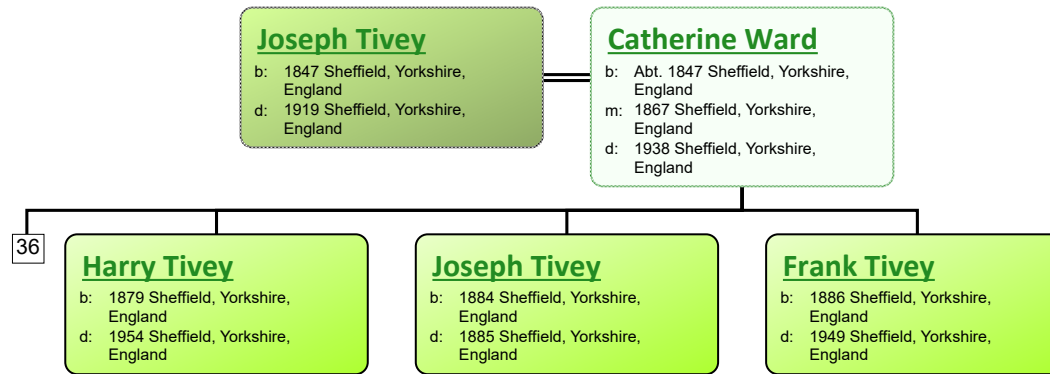 Joseph Tivey
b: 1847 Sheffield, Yorkshire,
England
d: 1919 Sheffield, Yorkshire,
England
Catherine Ward
b: Abt. 1847 Sheffield, Yorkshire,
England
m: 1867 Sheffield, Yorkshire,
England
d: 1938 Sheffield, Yorkshire,
England
36
Harry Tivey
b: 1879 Sheffield, Yorkshire,
England
d: 1954 Sheffield, Yorkshire,
England
Joseph Tivey
b: 1884 Sheffield, Yorkshire,
England
d: 1885 Sheffield, Yorkshire,
England
Frank Tivey
b: 1886 Sheffield, Yorkshire,
England
d: 1949 Sheffield, Yorkshire,
England